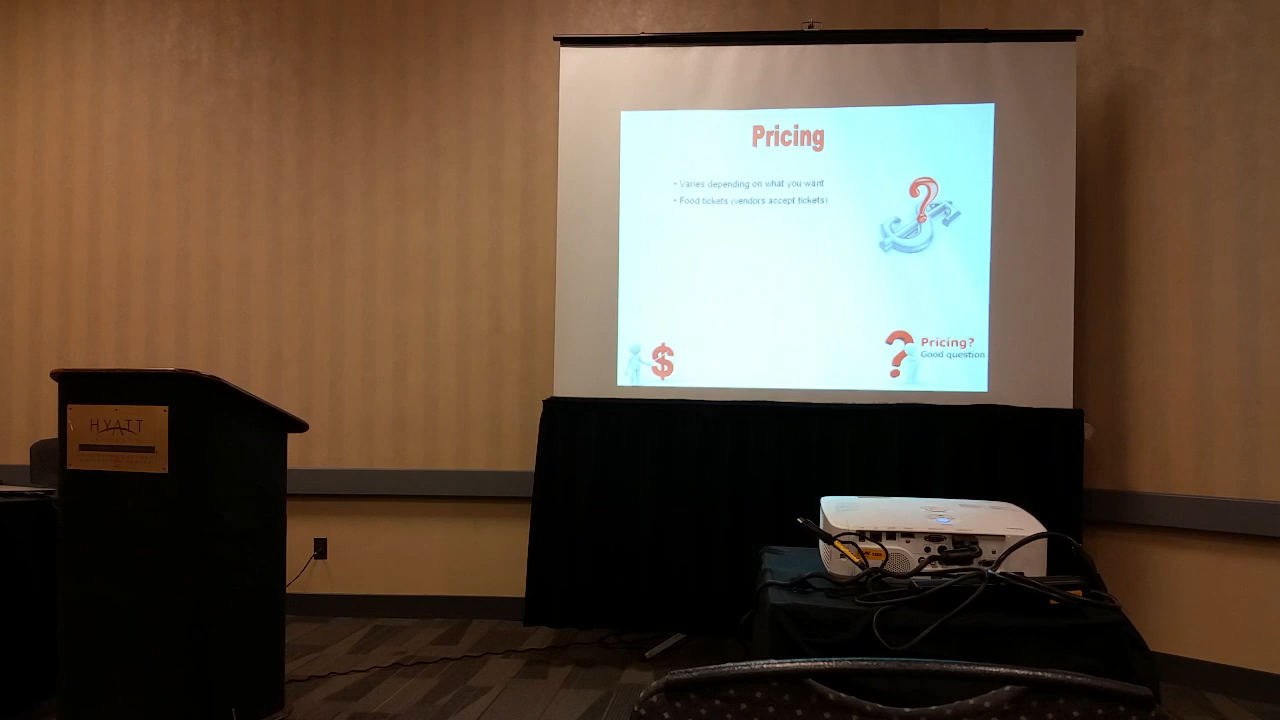 Pricing
• Varies depending on what you want
• Food tickets (vendors accept tickets)
Pricing?
Good question
HYATT